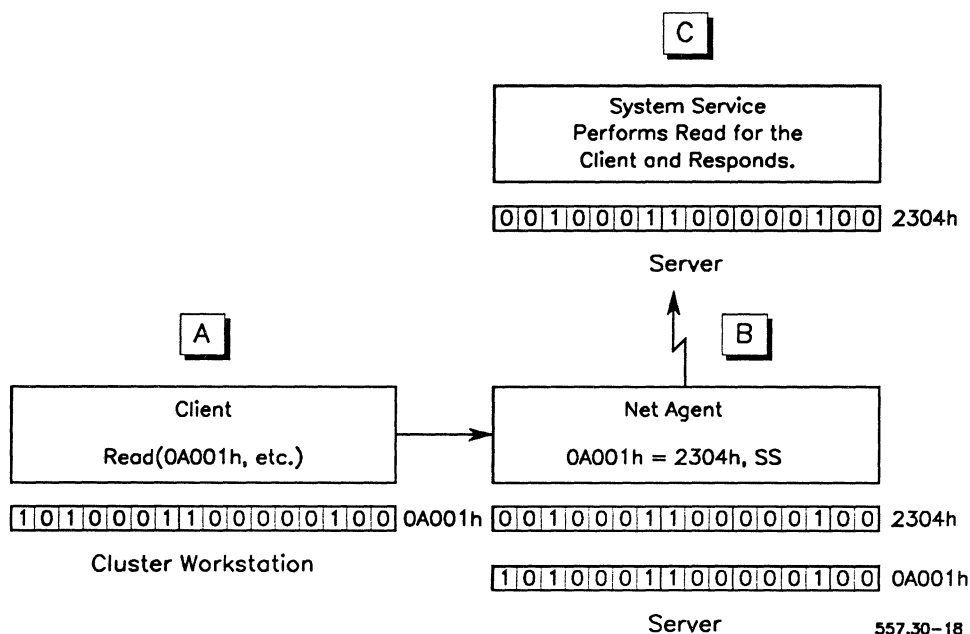 C
System Service
Performs Read for the
Client and Responds.
0 0 1 0 0 0 1 1 0 0 0 0 0 1 0 0 2304h
Server
A
B
Client
Read(0A001h, etc.)
Net Agent
0A001h = 2304h, SS
1 0 1 0 0 0 1 1 0 0 0 0 0 1 0 0 0A001h
Cluster Workstation
0 0 1 0 0 0 1 1 0 0 0 0 0 1 0 0 2304h
1 0 1 0 0 0 1 1 0 0 0 0 0 1 0 0 0A001h
Server
557.30-18